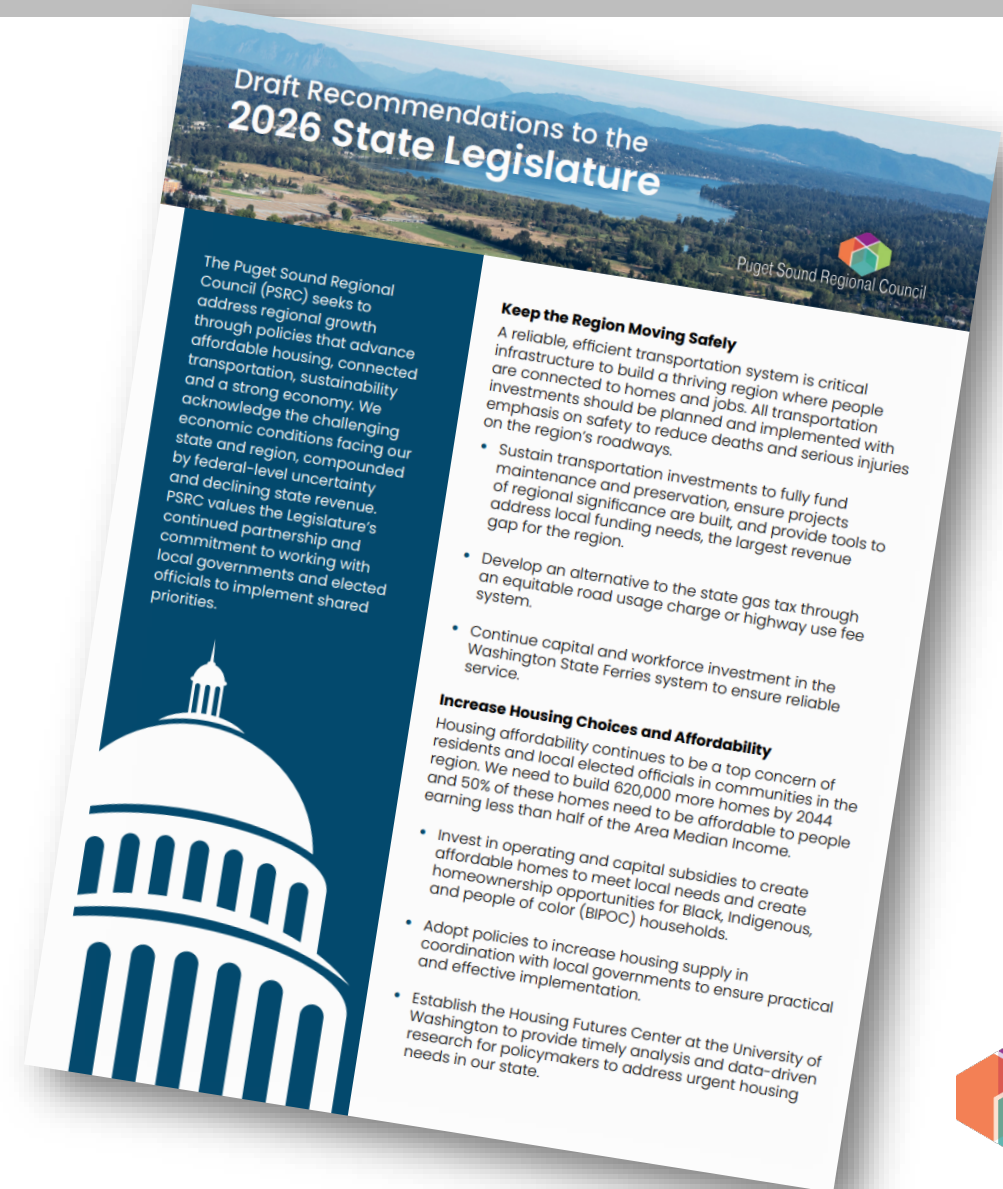 Draft Recommendations to the
2026 State Legislature
Puget Sound Regional Council
The Puget Sound Regional
Council (PSRC) seeks to
address regional growth
through policies that advance
affordable housing, connected
transportation, sustainability
and a strong economy. We
acknowledge the challenging
economic conditions facing our
state and region, compounded
by federal-level uncertainty
and declining state revenue.
PSRC values the Legislature's
continued partnership and
commitment to working with
local governments and elected
officials to implement shared
priorities.
Keep the Region Moving Safely
A reliable, efficient transportation system is critical
infrastructure to build a thriving region where people
are connected to homes and jobs. All transportation
investments should be planned and implemented with
emphasis on safety to reduce deaths and serious injuries
on the region's roadways.
• Sustain transportation investments to fully fund
maintenance and preservation, ensure projects
of regional significance are built, and provide tools to
address local funding needs, the largest revenue
gap for the region.
• Develop an alternative to the state gas tax through
an equitable road usage charge or highway use fee
system.
• Continue capital and workforce investment in the
Washington State Ferries system to ensure reliable
service.
Increase Housing Choices and Affordability
Housing affordability continues to be a top concern of
residents and local elected officials in communities in the
region. We need to build 620,000 more homes by 2044
and 50% of these homes need to be affordable to people
earning less than half of the Area Median Income.
• Invest in operating and capital subsidies to create
affordable homes to meet local needs and create
homeownership opportunities for Black, Indigenous,
and people of color (BIPOC) households.
• Adopt policies to increase housing supply in
coordination with local governments to ensure practical
and effective implementation.
• Establish the Housing Futures Center at the University of
Washington to provide timely analysis and data-driven
research for policymakers to address urgent housing
needs in our state.